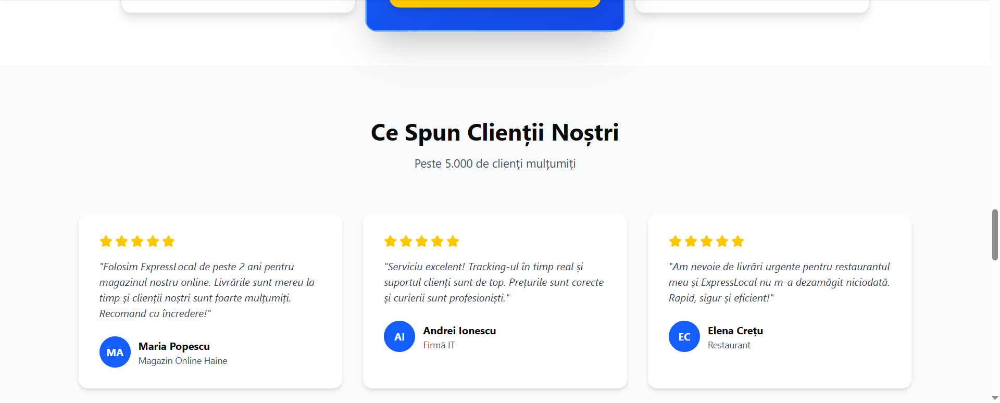 Ce Spun Clienții Noștri
Peste 5.000 de clienți mulțumiți
"Folosim ExpressLocal de peste 2 ani pentru
magazinul nostru online. Livrările sunt mereu la
timp și clienții noștri sunt foarte mulțumiți.
Recomand cu încredere!"
MA
Maria Popescu
Magazin Online Haine
"Serviciu excelent! Tracking-ul în timp real și
suportul clienți sunt de top. Prețurile sunt corecte
și curierii sunt profesioniști."
AI
Andrei Ionescu
Firmă IT
"Am nevoie de livrări urgente pentru restaurantul
meu și ExpressLocal nu m-a dezamăgit niciodată.
Rapid, sigur și eficient!"
EC
Elena Crețu
Restaurant